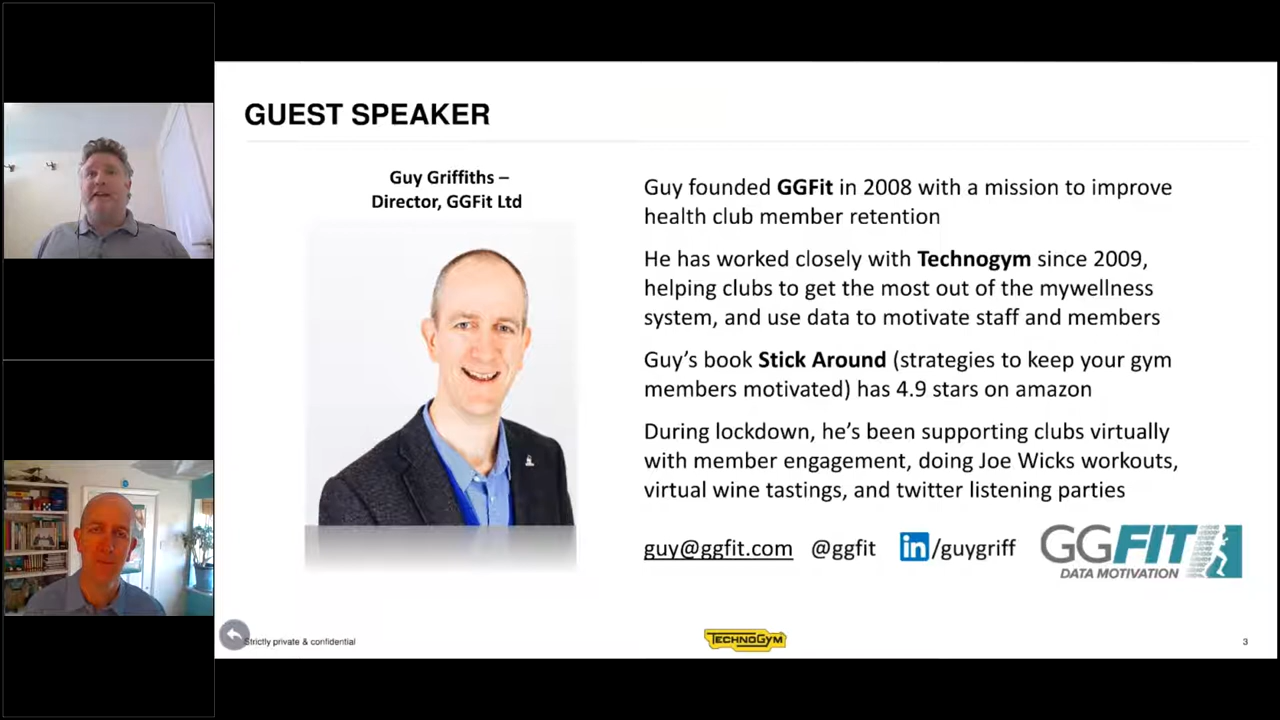 GUEST SPEAKER
Guy Griffiths –
Director, GGFit Ltd
Guy founded GGFit in 2008 with a mission to improve
health club member retention
He has worked closely with Technogym since 2009,
helping clubs to get the most out of the mywellness
system, and use data to motivate staff and members
Guy's book Stick Around (strategies to keep your gym
members motivated) has 4.9 stars on amazon
During lockdown, he's been supporting clubs virtually
with member engagement, doing Joe Wicks workouts,
virtual wine tastings, and twitter listening parties
guy@ggfit.com @ggfit in/guygriff
GGFIT
DATA MOTIVATION
Strictly private & confidential
TECHNOGYM
3